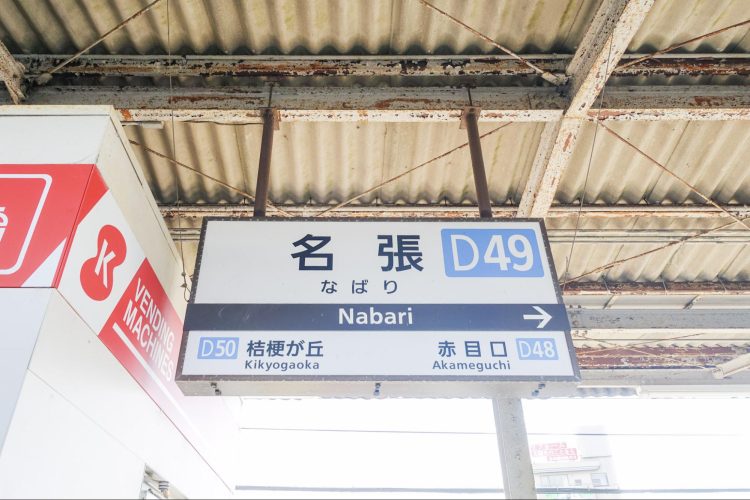 名張
D49
なばり
Nabari
D50
桔梗が丘
Kikyogaoka
赤目口
D48
Akameguchi
K
VENDING
MACHINES